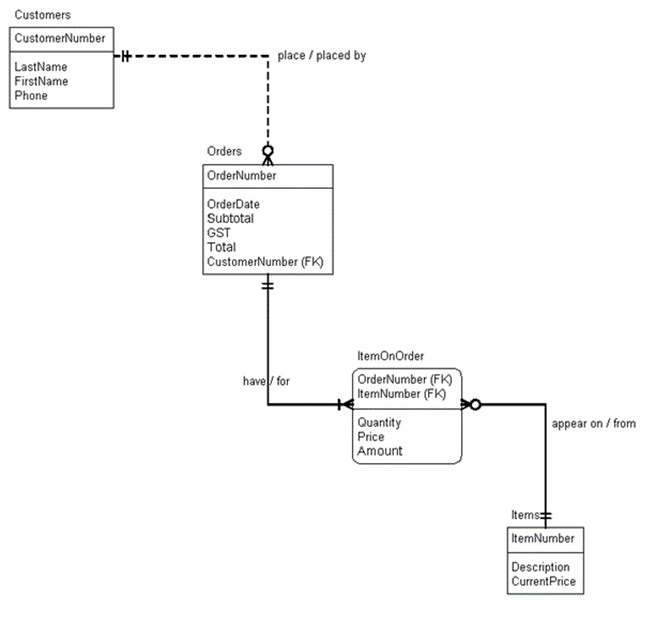 Customers
CustomerNumber
LastName
FirstName
Phone
place / placed by
Orders
OrderNumber
OrderDate
Subtotal
GST
Total
CustomerNumber (FK)
have / for
ItemOnOrder
OrderNumber (FK)
ItemNumber (FK)
Quantity
Price
Amount
appear on / from
Items
ItemNumber
Description
CurrentPrice